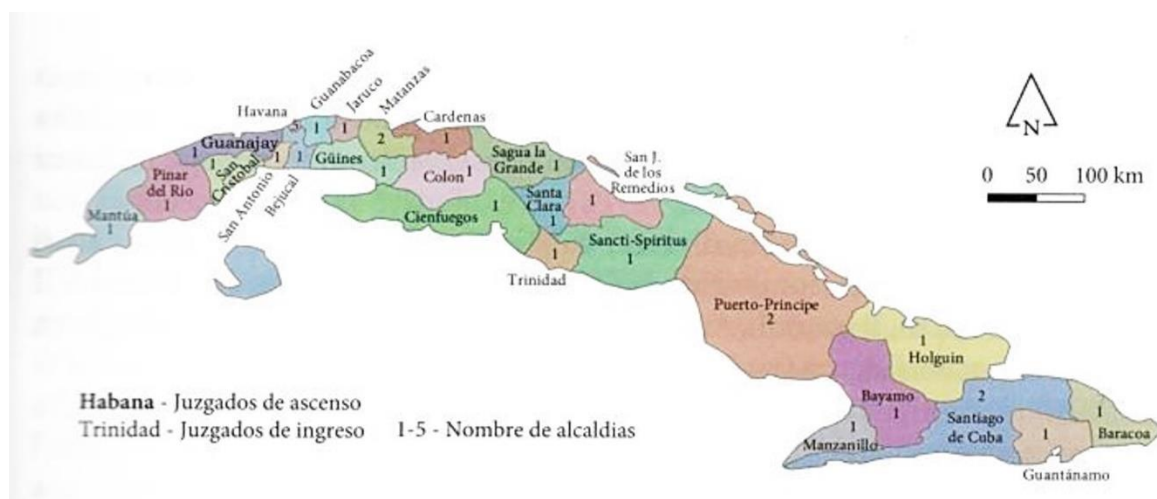 Guanabacoa
Jaruco
Matanzas
Havana
Cardenas
5
1
1
2
1
Guanajay
1
Güines
1
Sagua la
Grande
1
San J.
de los
Remedios
1
San
Cristobal
1
1
1
Colon 1
Pinar
del Rio
1
San Antonio
Bejucal
Santa
Clara
1
Mantúa
1
Cienfuegos
1
Sancti-Spiritus
1
Trinidad
1
N
0 50 100 km
Puerto-Principe
2
1
Holguin
Bayamo
1
2
Santiago
de Cuba
1
Manzanillo
1
Guantánamo
1
Baracoa
Habana - Juzgados de ascenso
Trinidad - Juzgados de ingreso 1-5 - Nombre de alcaldias